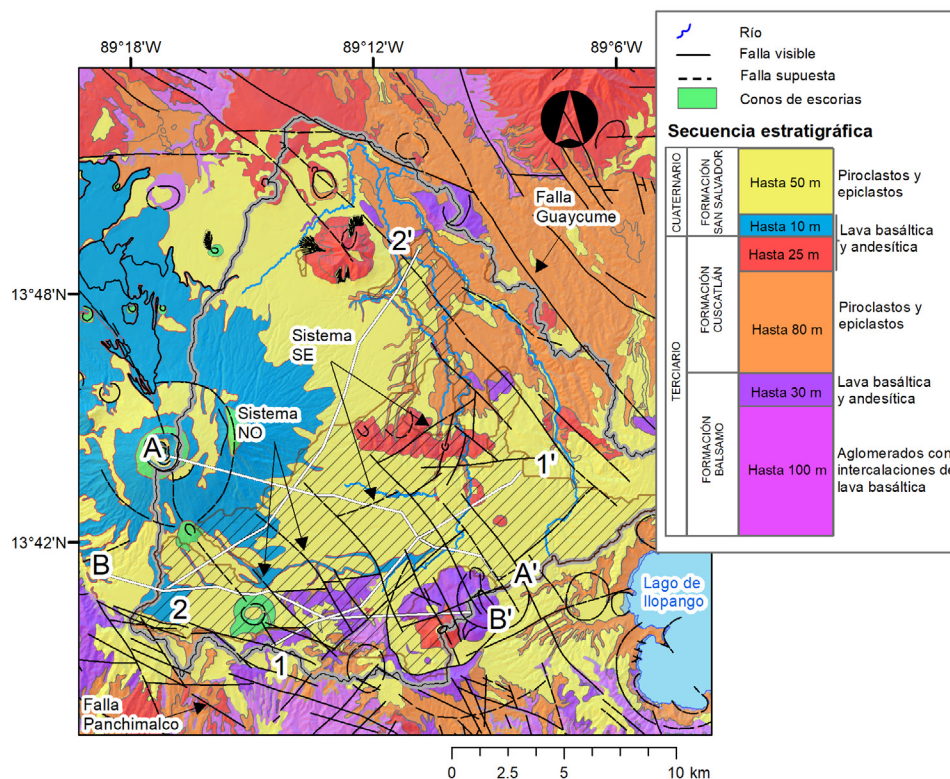 89°18'W
89°12'W
89°6'W
13°48'N
13°42'N
Río
Falla visible
Falla supuesta
Conos de escorias
Secuencia estratigráfica
CUATERNARIO
FORMACIÓN
SAN SALVADOR
Hasta 50 m
Piroclastos y
epiclastos
Hasta 10 m
Lava basáltica
y andesítica
TERCIARIO
FORMACIÓN
CUSCATLÁN
Hasta 25 m
Hasta 80 m
Piroclastos y
epiclastos
FORMACIÓN
BALSAMO
Hasta 30 m
Lava basáltica
y andesítica
Hasta 100 m
Aglomerados con
intercalaciones de
lava basáltica
Falla
Guaycume
2'
Sistema
SE
Sistema
NO
A
1'
B
A'
Lago de
Ilopango
2
B'
1
Falla
Panchimalco
0
2.5
5
10 km